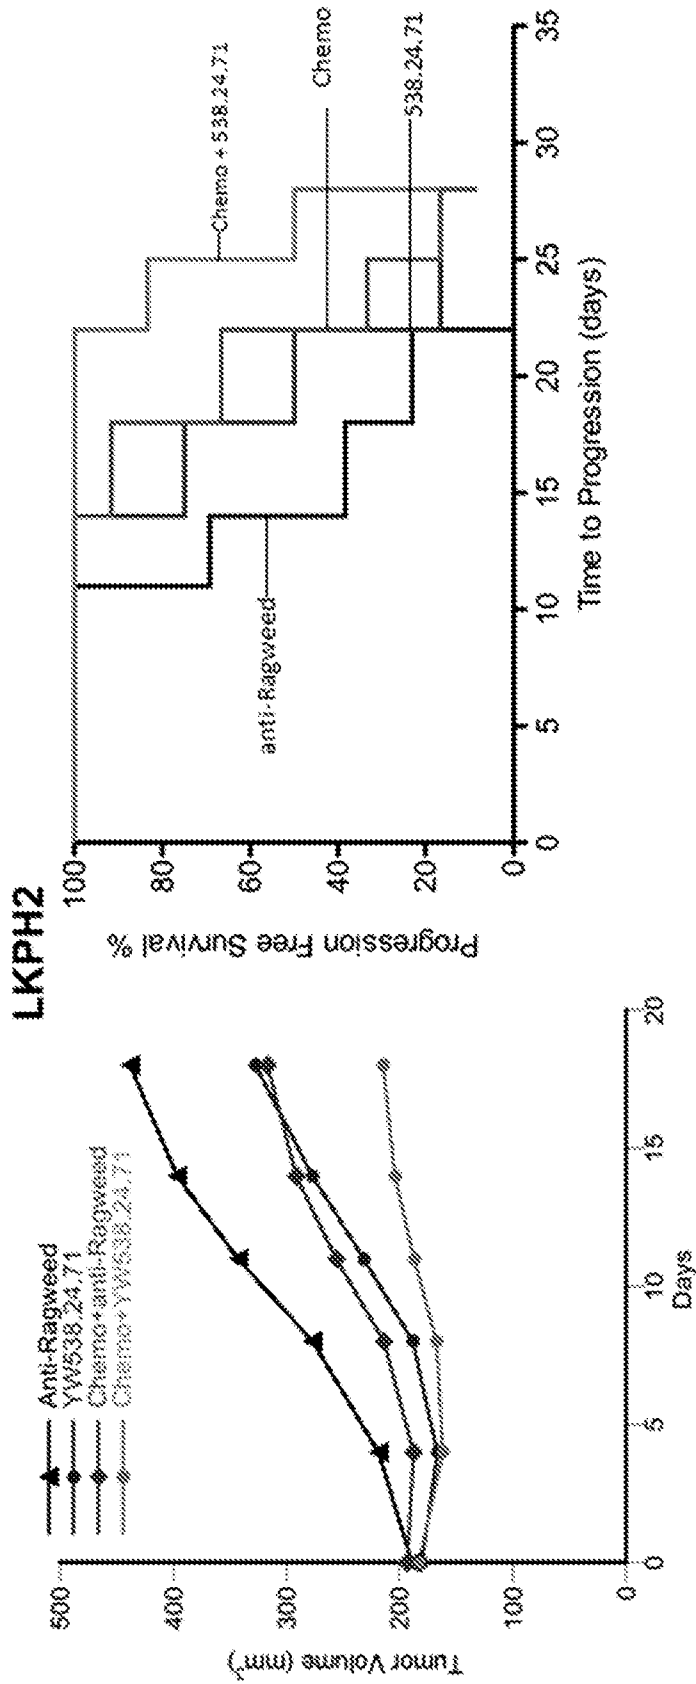 LKPH2
Anti-Ragweed
YW538.24.71
Chemo+anti-Ragweed
Chemo+YW538.24.71
Tumor Volume (mm³)
500
400
300
200
100
0
0
5
10
15
20
Days
Progression Free Survival %
100
80
60
40
20
0
anti-Ragweed
Chemo + 538.24.71
Chemo
538.24.71
0
5
10
15
20
25
30
35
Time to Progression (days)